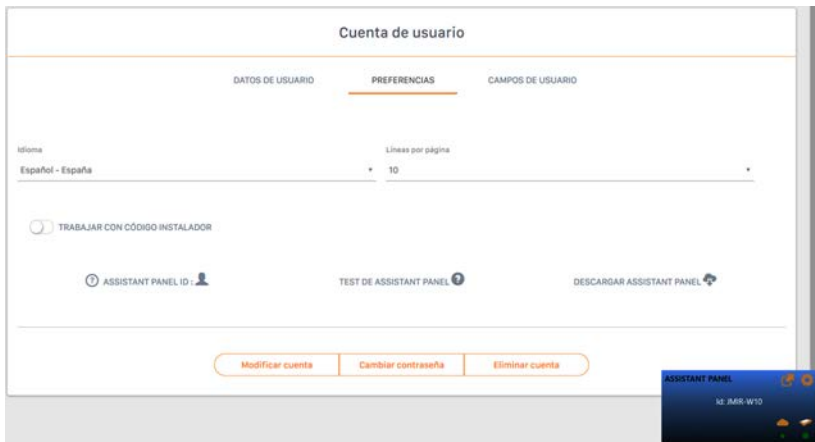 Cuenta de usuario
DATOS DE USUARIO PREFERENCIAS CAMPOS DE USUARIO
Idioma Líneas por página
Español - España 10
TRABAJAR CON CÓDIGO INSTALADOR
ASSISTANT PANEL ID : TEST DE ASSISTANT PANEL DESCARGAR ASSISTANT PANEL
Modificar cuenta Cambiar contraseña Eliminar cuenta
ASSISTANT PANEL
Id: JMIR-W10